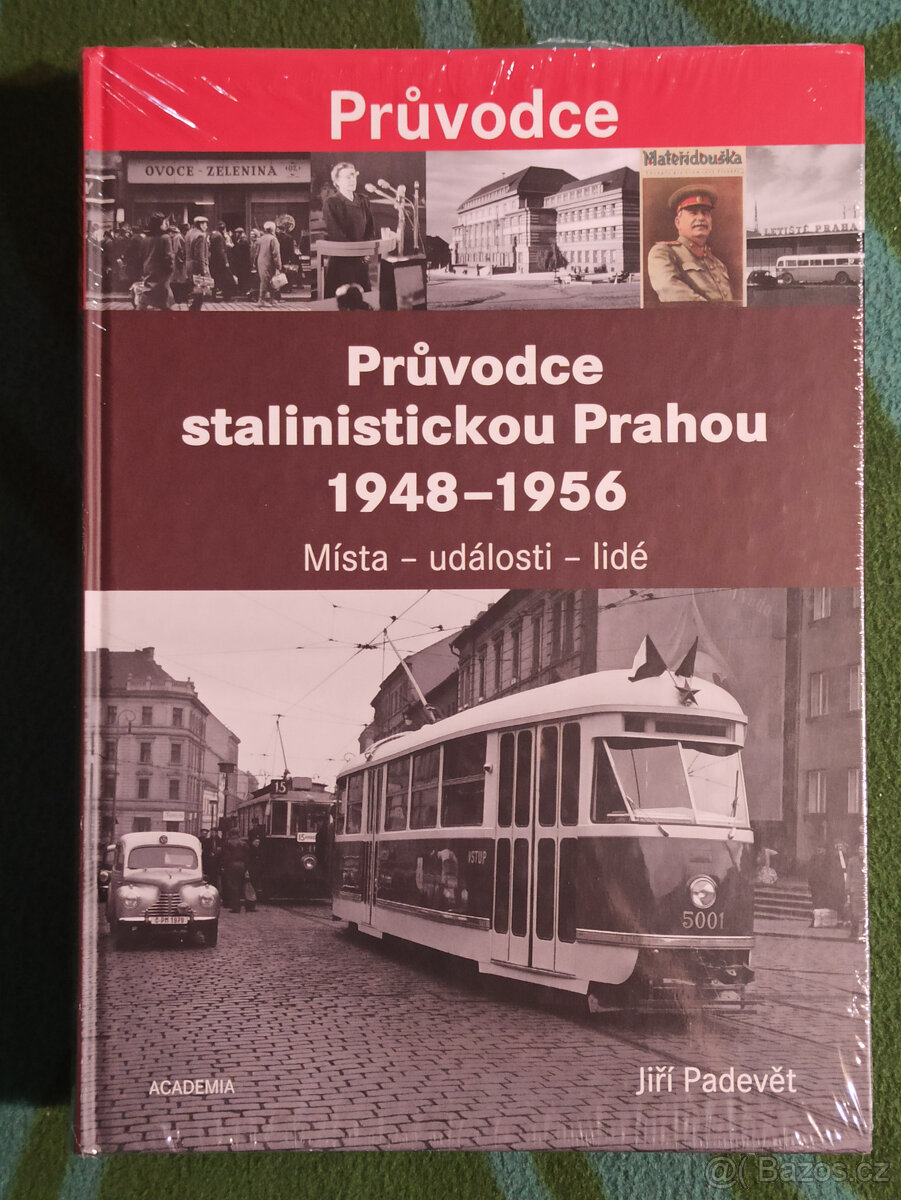 Průvodce
OVOCE - ZELENINA
Mateřídouška
LETIŠTĚ PRAHA
Průvodce
stalinistickou Prahou
1948–1956
Místa – události – lidé
15
15
VSTUP
5001
ACADEMIA
Jiří Padevět
@ Bazos.cz